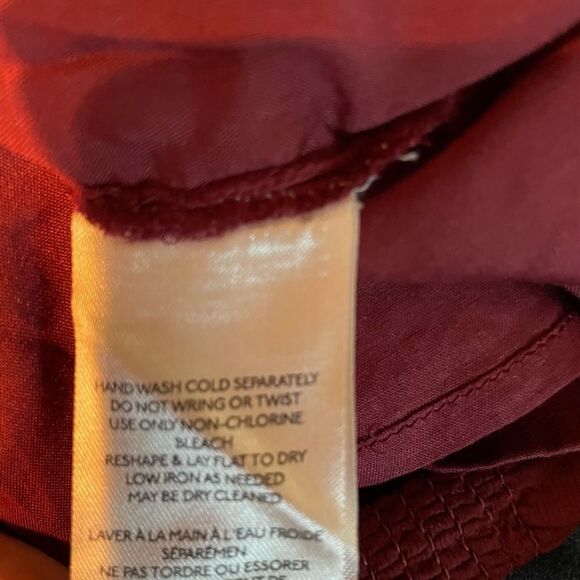 HAND WASH COLD SEPARATELY
DO NOT WRING OR TWIST
USE ONLY NON-CHLORINE
BLEACH
RESHAPE & LAY FLAT TO DRY
LOW IRON AS NEEDED
MAY BE DRY CLEANED
LAVER À LA MAIN À L'EAU FROIDE
SÉPARÉMEN
NE PAS TORDRE OU ESSORER